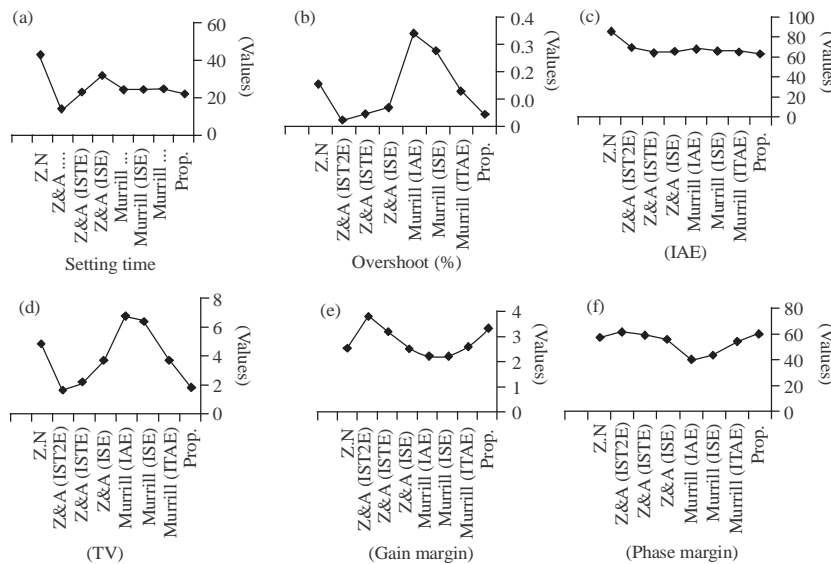 (a)
60
40
20
0
(Values)
Z.N
Z&A ....
Z&A (ISTE)
Z&A (ISE)
Murrill ...
Murrill (ISE)
Murrill ...
Prop.
Setting time
(b)
0.4
0.3
0.2
0.0
0
(Values)
Z.N
Z&A (IST2E)
Z&A (ISTE)
Z&A (ISE)
Murrill (IAE)
Murrill (ISE)
Murrill (ITAE)
Prop.
Overshoot (%)
(c)
100
80
60
40
20
0
(Values)
Z.N
Z&A (IST2E)
Z&A (ISTE)
Z&A (ISE)
Murrill (IAE)
Murrill (ISE)
Murrill (ITAE)
Prop.
(IAE)
(d)
8
6
4
2
0
(Values)
Z.N
Z&A (IST2E)
Z&A (ISTE)
Z&A (ISE)
Murrill (IAE)
Murrill (ISE)
Murrill (ITAE)
Prop.
(TV)
(e)
4
3
2
1
0
(Values)
Z.N
Z&A (IST2E)
Z&A (ISTE)
Z&A (ISE)
Murrill (IAE)
Murrill (ISE)
Murrill (ITAE)
Prop.
(Gain margin)
(f)
80
60
40
20
0
(Values)
Z.N
Z&A (IST2E)
Z&A (ISTE)
Z&A (ISE)
Murrill (IAE)
Murrill (ISE)
Murrill (ITAE)
Prop.
(Phase margin)